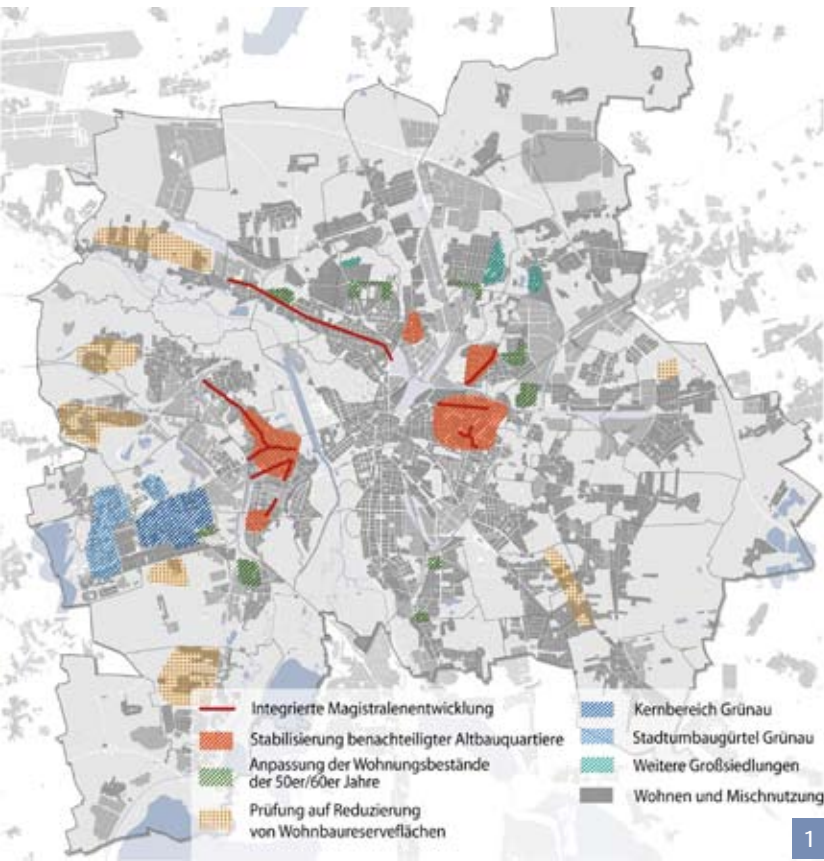 Integrierte Magistralenentwicklung
Stabilisierung benachteiligter Altbauquartiere
Anpassung der Wohnungsbestände
der 50er/60er Jahre
Prüfung auf Reduzierung
von Wohnbaureserveflächen
Kernbereich Grünau
Stadtumbaugürtel Grünau
Weitere Großsiedlungen
Wohnen und Mischnutzung
1